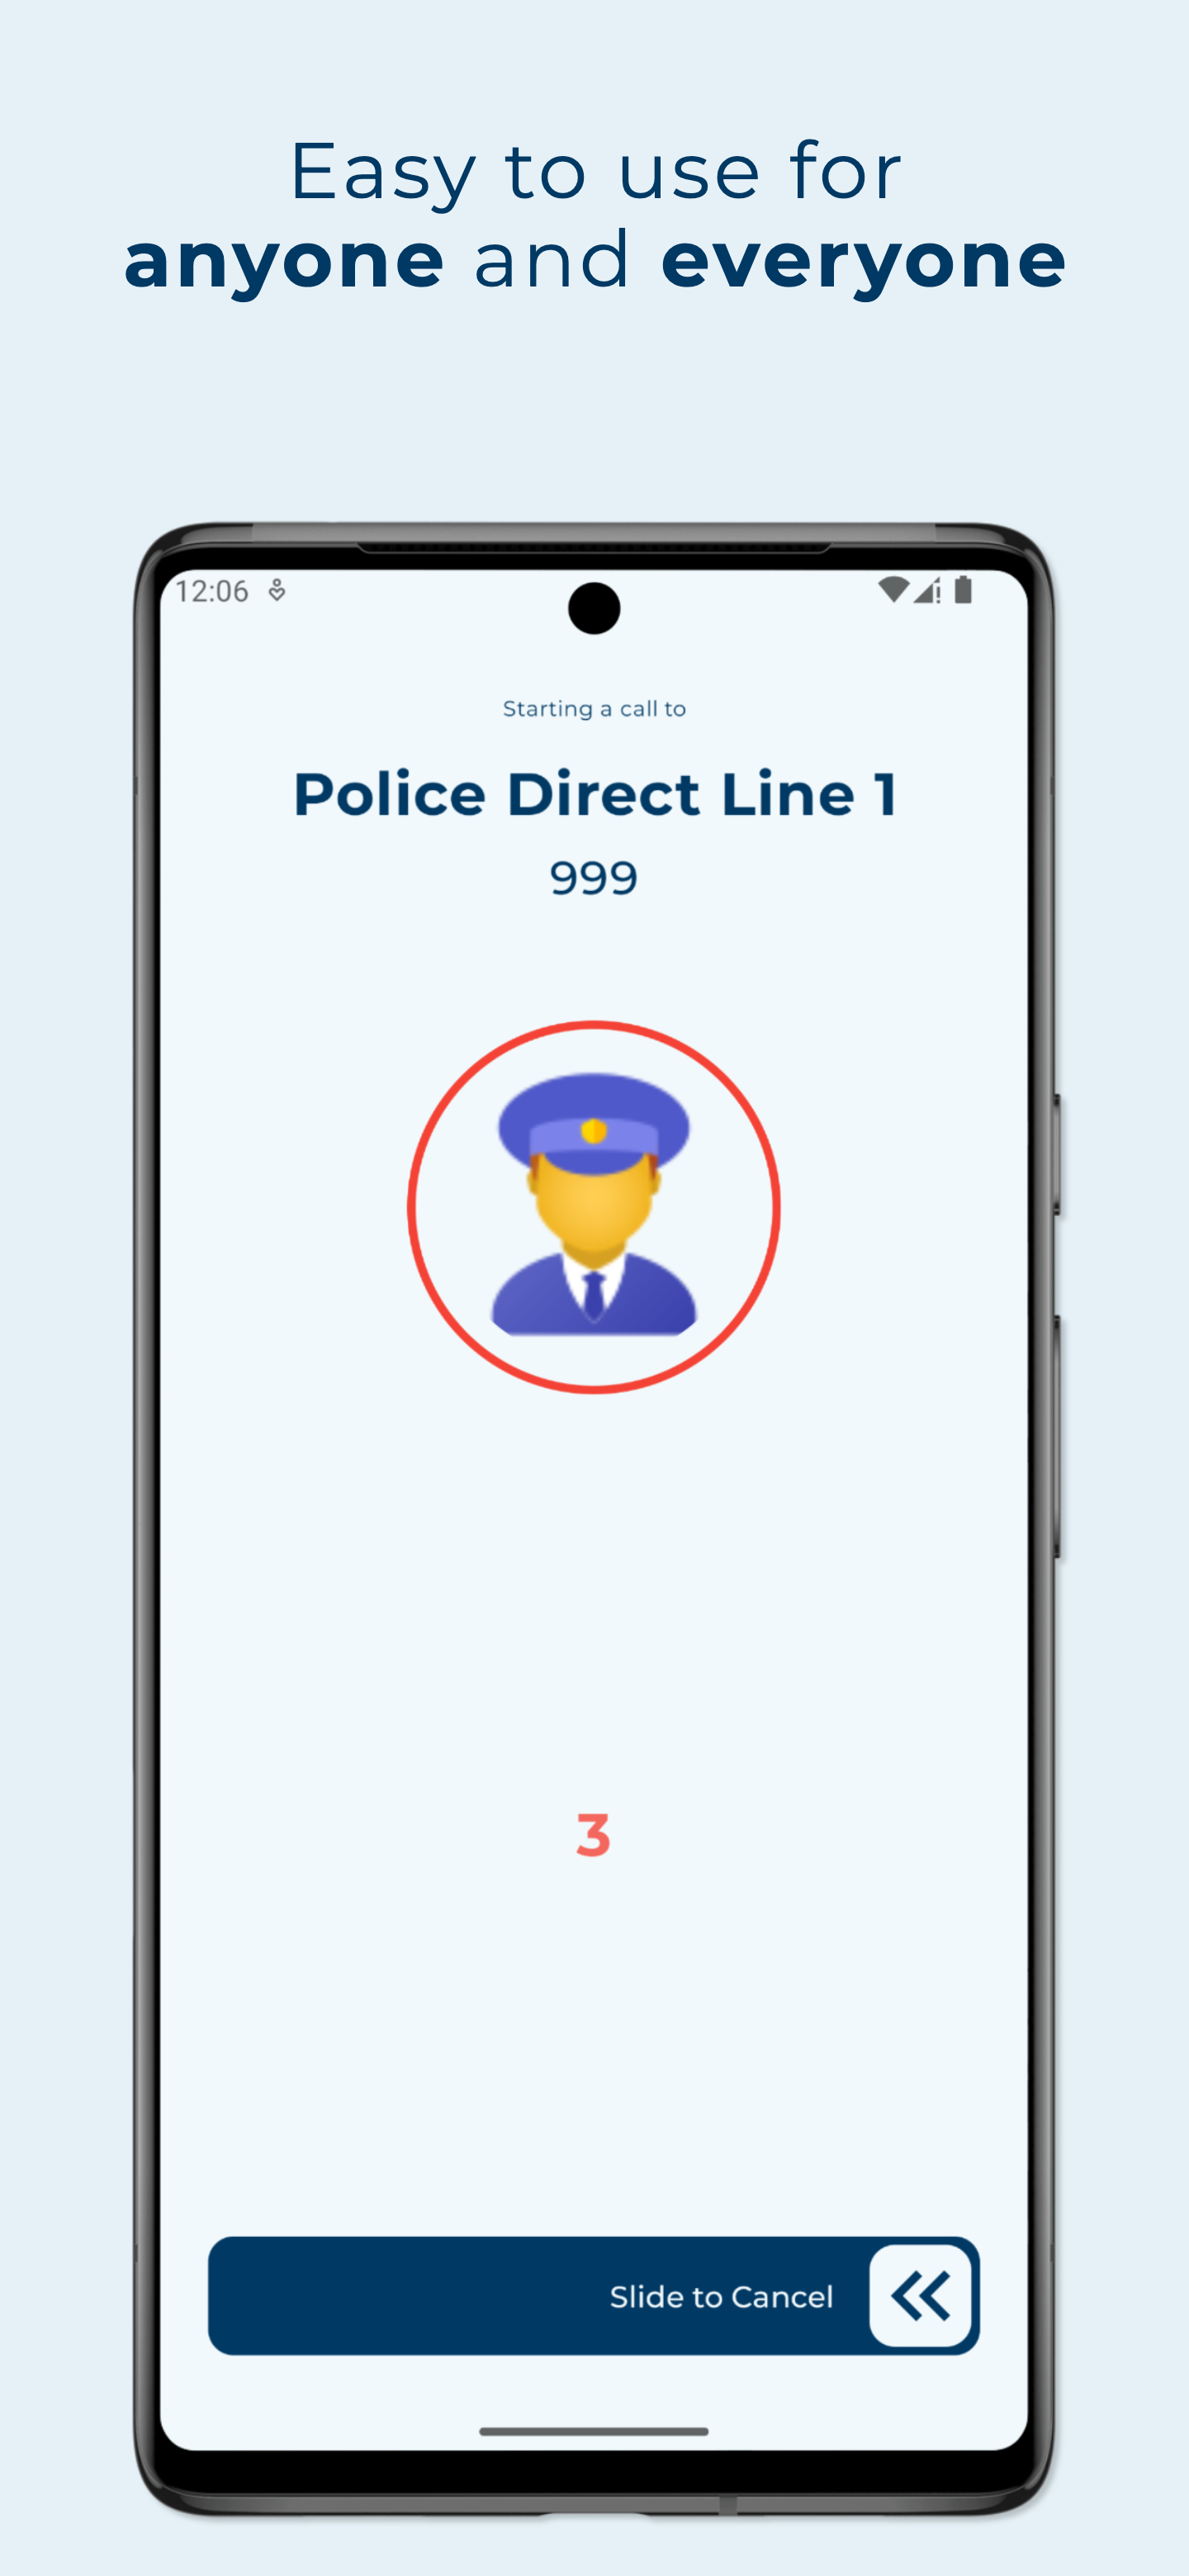 Easy to use for
anyone and everyone
12:06
Starting a call to
Police Direct Line 1
999
3
Slide to Cancel